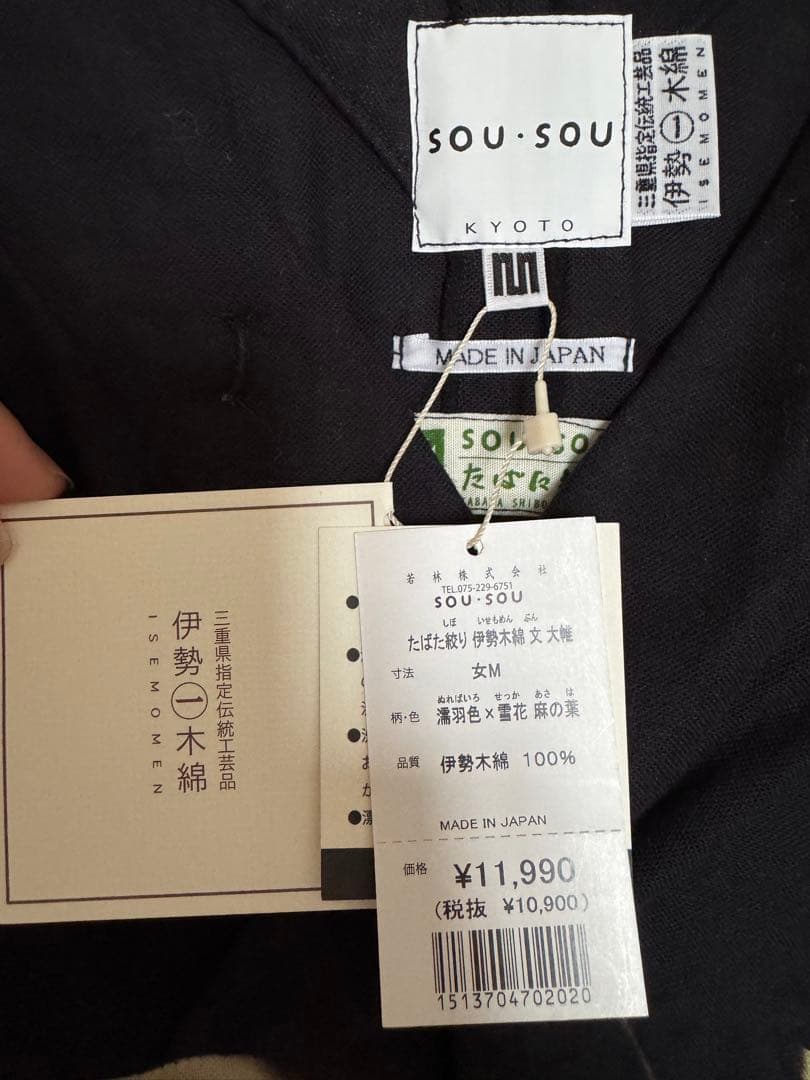 SOU・SOU
KYOTO
三重県指定伝統工芸品
伊勢 一 木綿
ISEMOMEN
MADE IN JAPAN
SOU・SO
たばた
三重県指定伝統工芸品
伊勢 一 木綿
ISEMOMEN
若林株式会社
TEL.075-229-6751
SOU・SOU
しぼ いせもめん ぶん
たばた絞り 伊勢木綿 文 大帷
寸法 女M
ぬればいろ せっか あさ は
柄・色 濡羽色×雪花 麻の葉
品質 伊勢木綿 100%
MADE IN JAPAN
価格 ¥11,990
(税抜 ¥10,900)
1513704702020